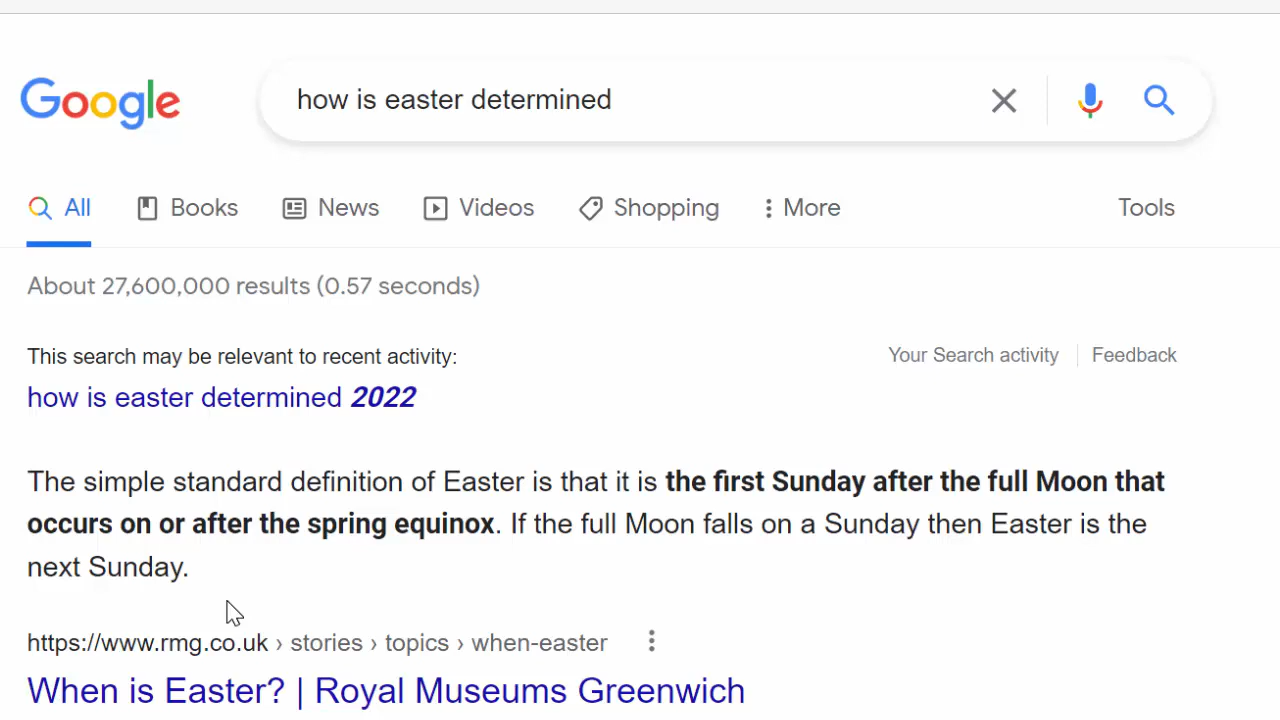 Google
how is easter determined
All Books News Videos Shopping More Tools
About 27,600,000 results (0.57 seconds)
This search may be relevant to recent activity: Your Search activity Feedback
how is easter determined 2022
The simple standard definition of Easter is that it is the first Sunday after the full Moon that
occurs on or after the spring equinox. If the full Moon falls on a Sunday then Easter is the
next Sunday.
https://www.rmg.co.uk › stories › topics › when-easter
When is Easter? | Royal Museums Greenwich